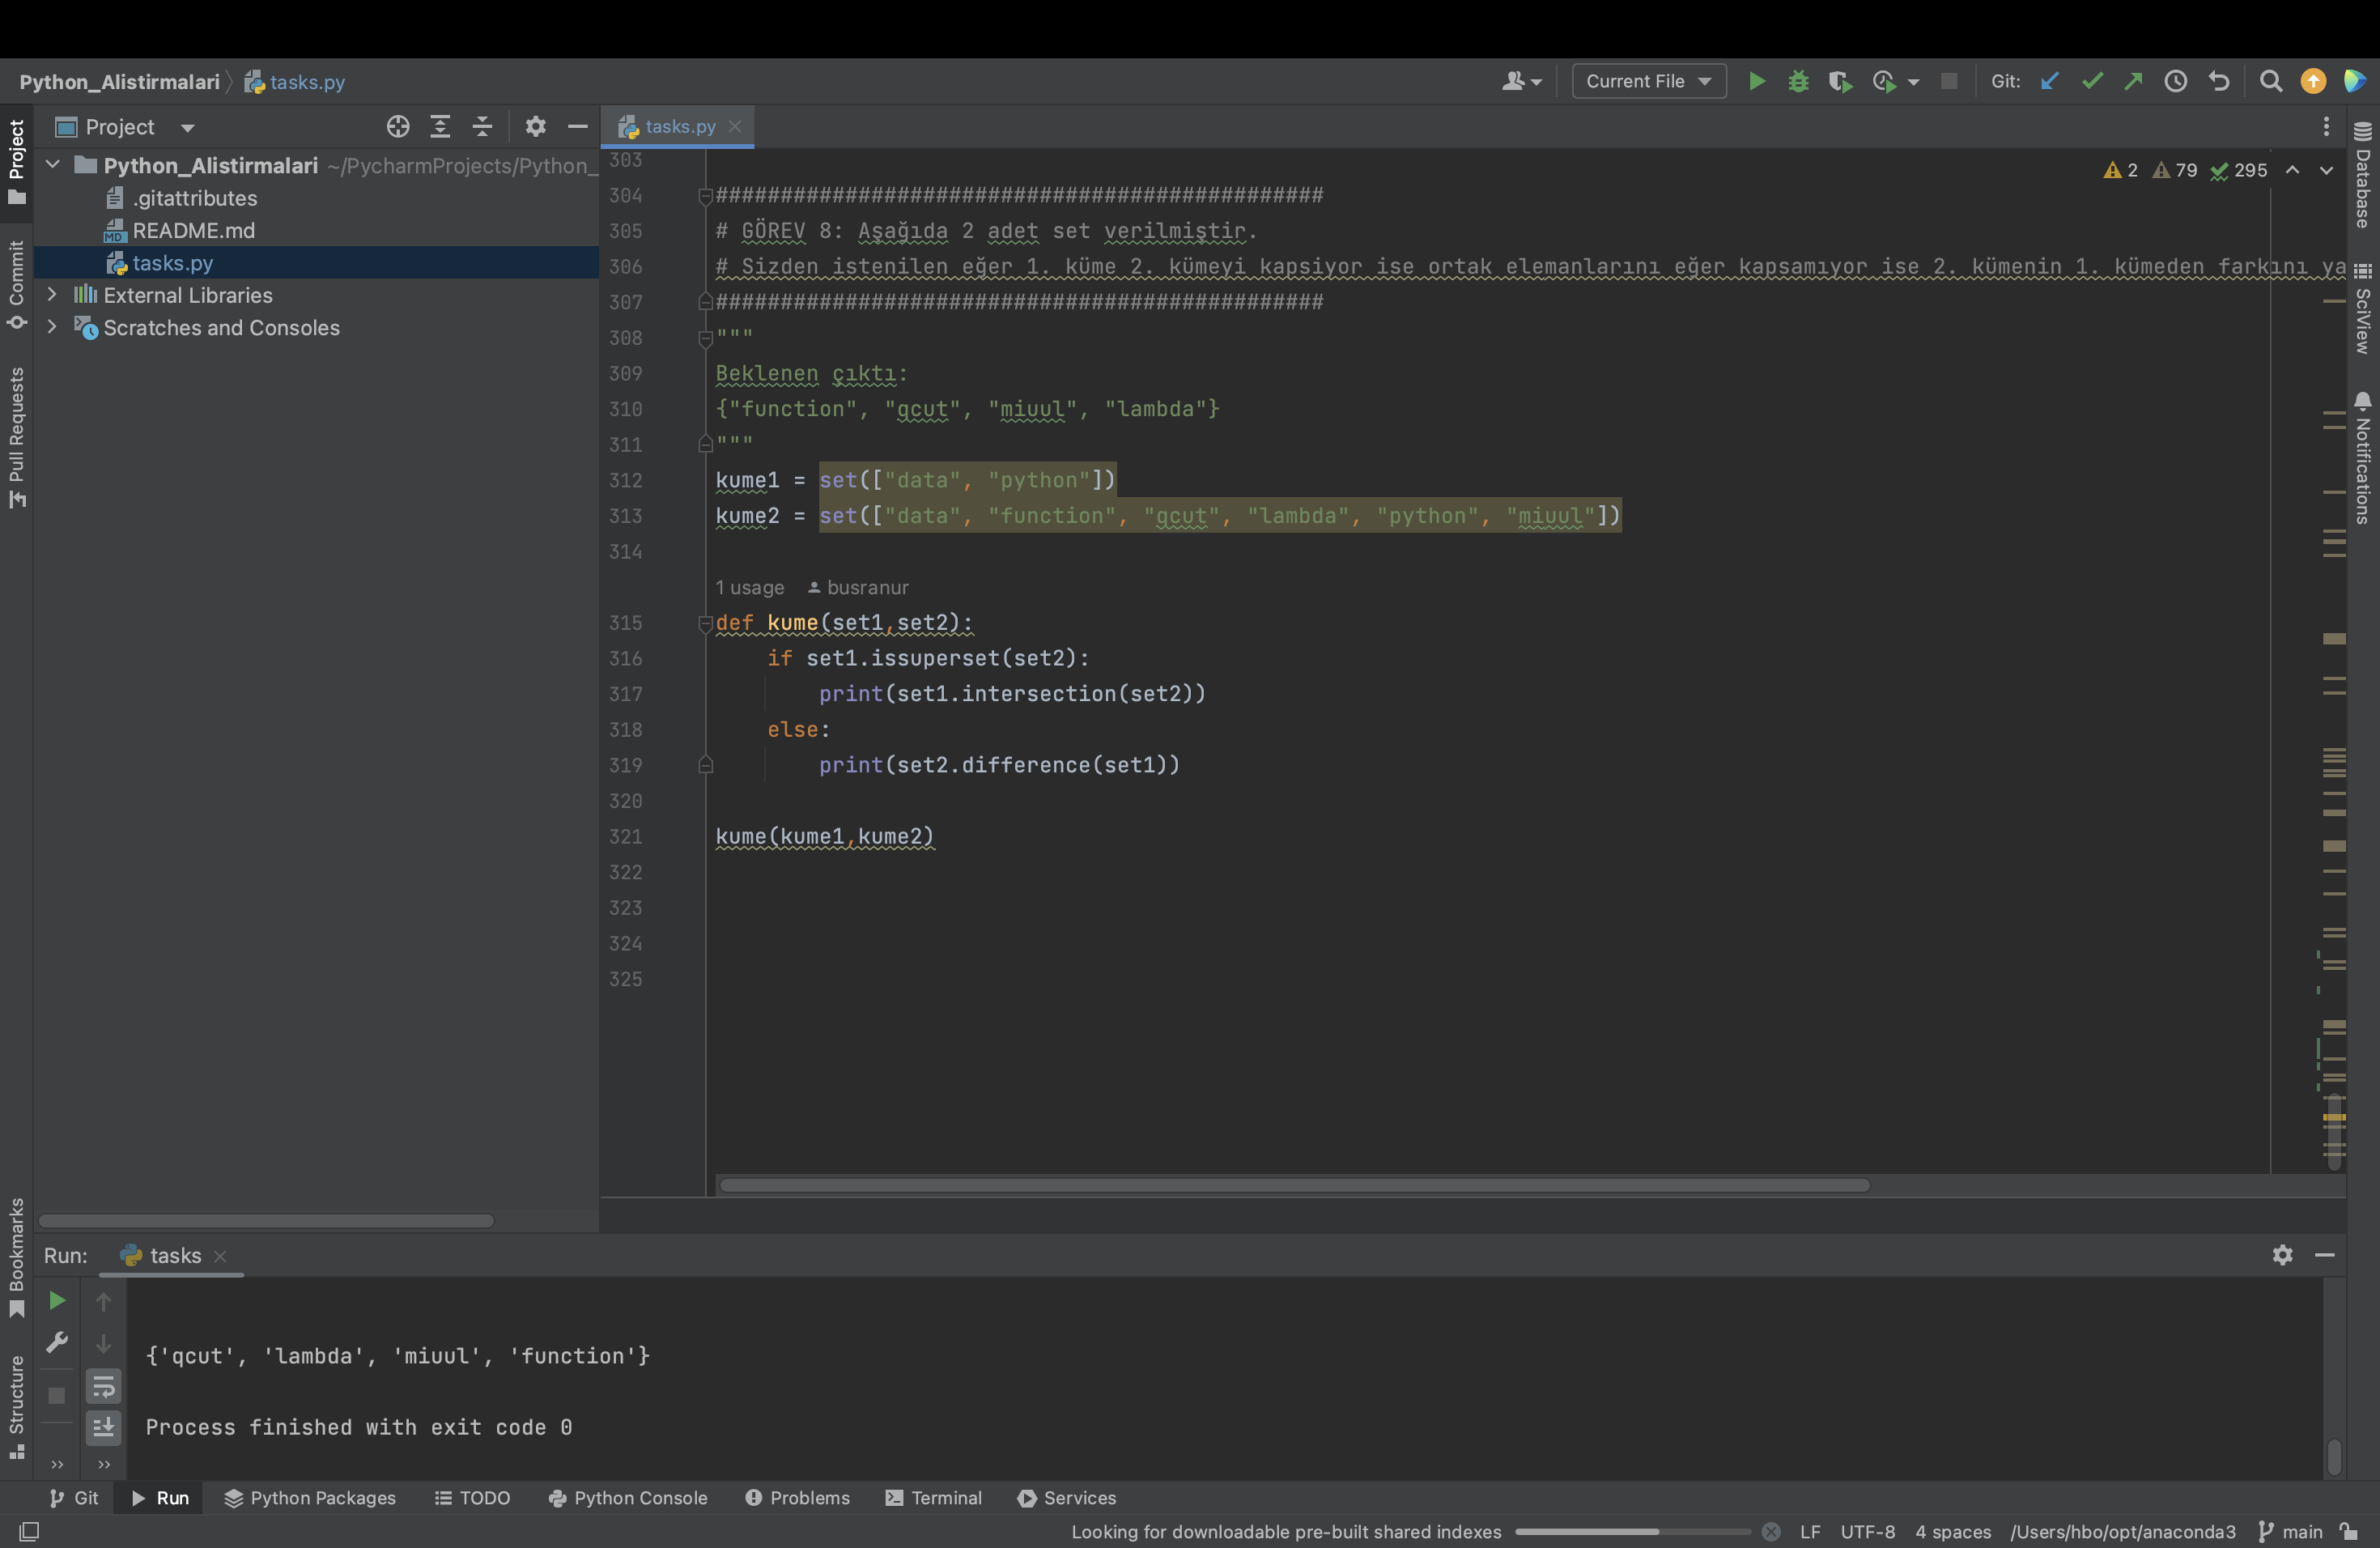 Python_Alistirmalari
tasks.py
Current File
Git:
Project
tasks.py
Python_Alistirmalari ~/PycharmProjects/Python_
.gitattributes
README.md
tasks.py
External Libraries
Scratches and Consoles
Project
Commit
Pull Requests
Bookmarks
Structure
2 79 295
303
304 ###############################################
305 # GÖREV 8: Aşağıda 2 adet set verilmiştir.
306 # Sizden istenilen eğer 1. küme 2. kümeyi kapsiyor ise ortak elemanlarını eğer kapsamıyor ise 2. kümenin 1. kümeden farkını ya
307 ###############################################
308 """
309 Beklenen çıktı:
310 {"function", "qcut", "miuul", "lambda"}
311 """
312 kume1 = set(["data", "python"])
313 kume2 = set(["data", "function", "qcut", "lambda", "python", "miuul"])
314
1 usage busranur
315 def kume(set1,set2):
316 if set1.issuperset(set2):
317 print(set1.intersection(set2))
318 else:
319 print(set2.difference(set1))
320
321 kume(kume1,kume2)
322
323
324
325
Database
SciView
Notifications
Run: tasks
{'qcut', 'lambda', 'miuul', 'function'}
Process finished with exit code 0
Git Run Python Packages TODO Python Console Problems Terminal Services
Looking for downloadable pre-built shared indexes LF UTF-8 4 spaces /Users/hbo/opt/anaconda3 main